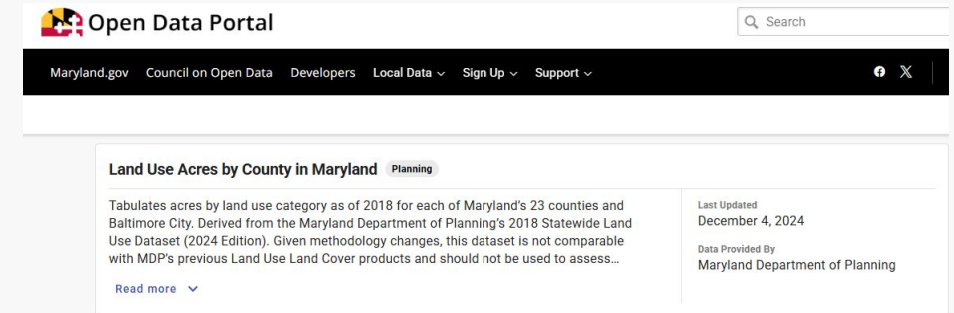 Open Data Portal
Search
Maryland.gov Council on Open Data Developers Local Data Sign Up Support
Land Use Acres by County in Maryland Planning
Tabulates acres by land use category as of 2018 for each of Maryland's 23 counties and
Baltimore City. Derived from the Maryland Department of Planning's 2018 Statewide Land
Use Dataset (2024 Edition). Given methodology changes, this dataset is not comparable
with MDP's previous Land Use Land Cover products and should not be used to assess...
Read more
Last Updated
December 4, 2024
Data Provided By
Maryland Department of Planning